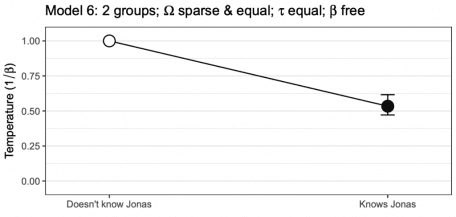 Model 6: 2 groups; Ω sparse & equal; τ equal; β free
Temperature (1/β)
1.00
0.75
0.50
0.25
0.00
Doesn't know Jonas
Knows Jonas